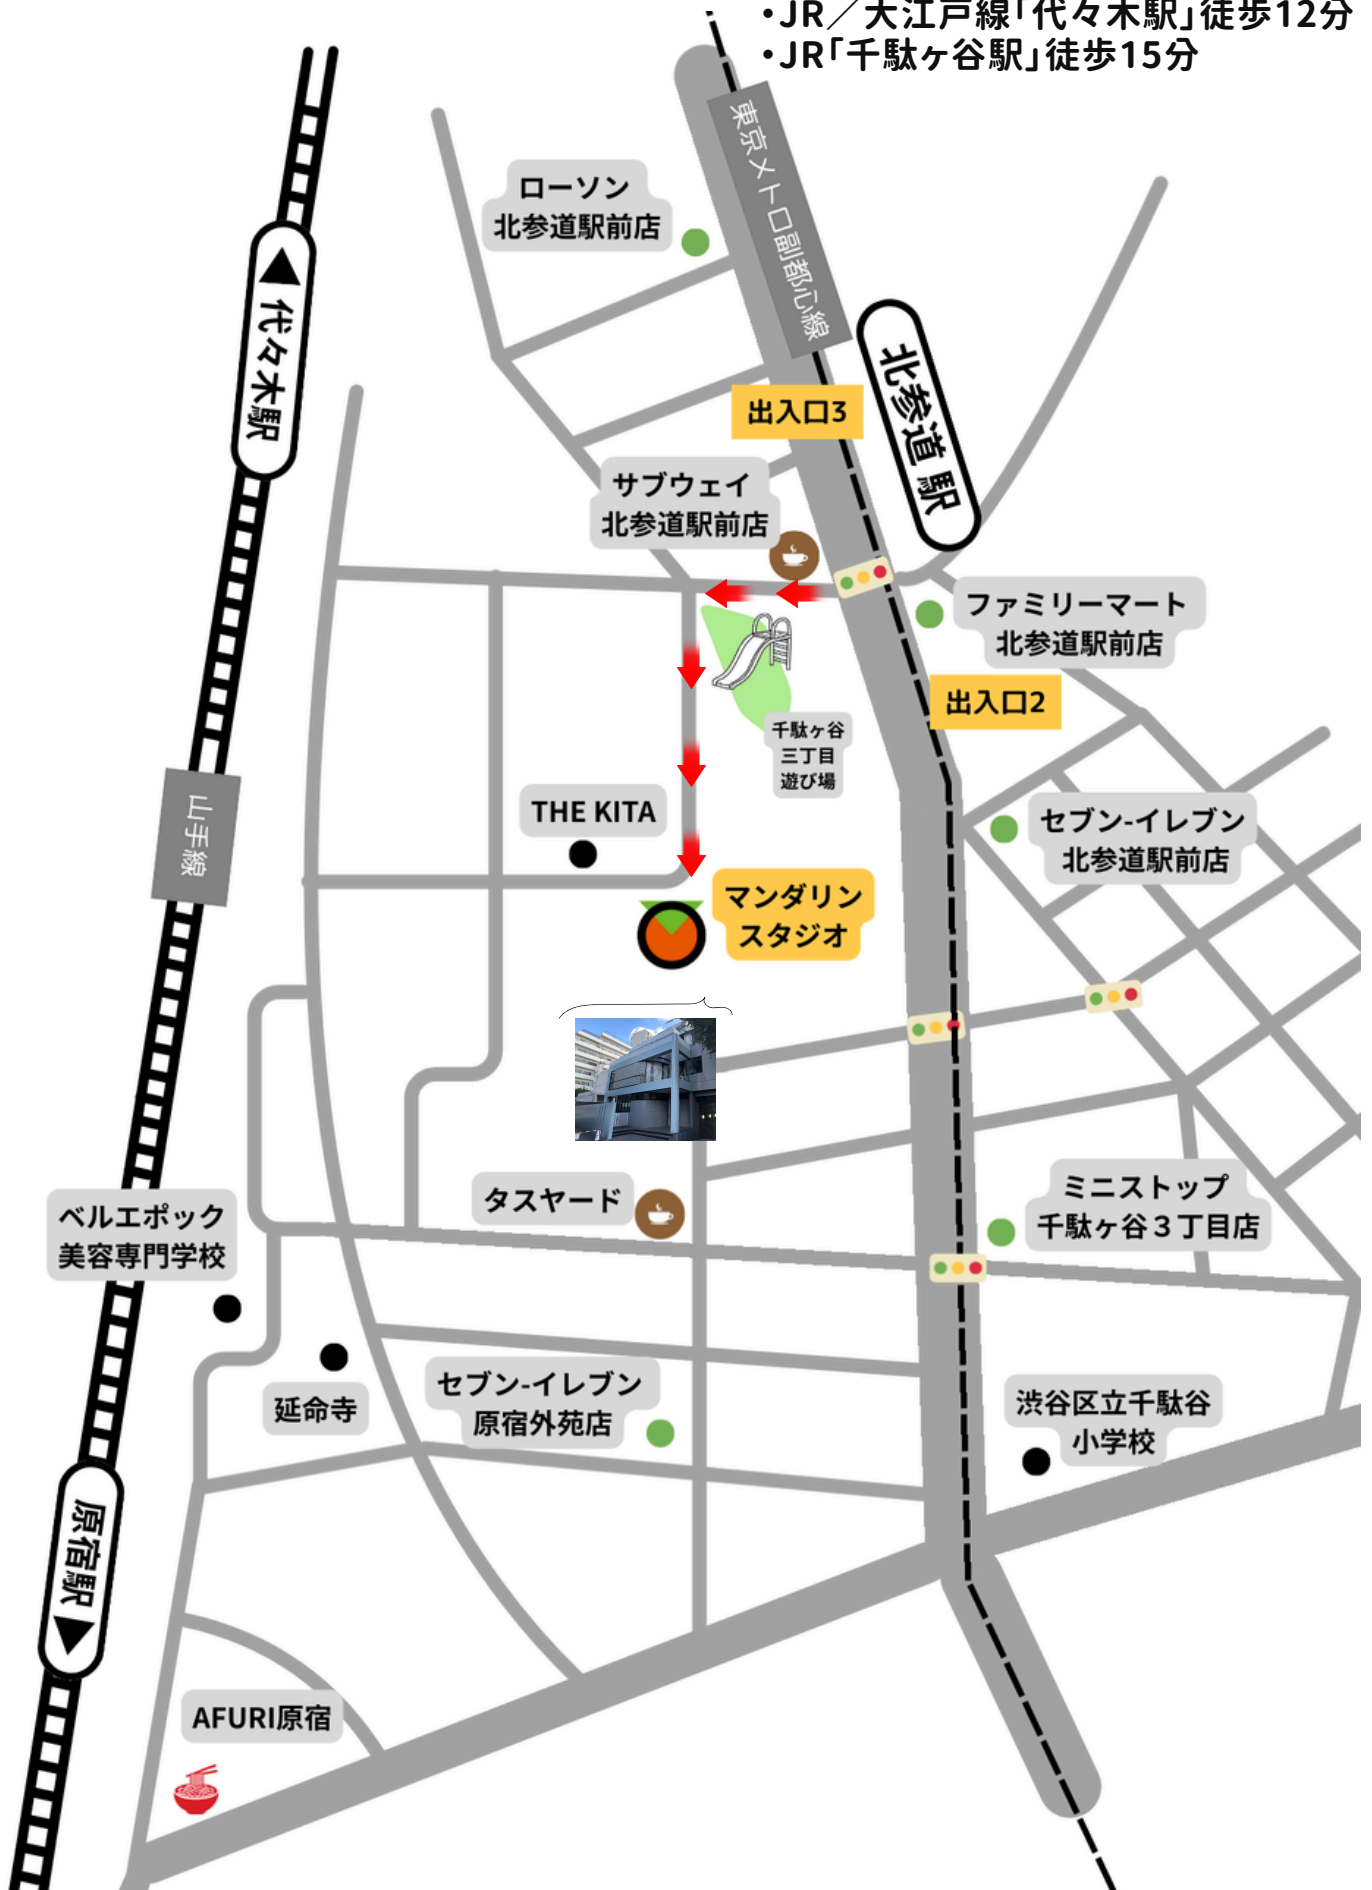 ・JR／大江戸線「代々木駅」徒歩12分
・JR「千駄ヶ谷駅」徒歩15分
東京メトロ副都心線
ローソン
北参道駅前店
代々木駅
北参道駅
出入口3
サブウェイ
北参道駅前店
ファミリーマート
北参道駅前店
出入口2
千駄ヶ谷
三丁目
遊び場
山手線
THE KITA
セブン-イレブン
北参道駅前店
マンダリン
スタジオ
タスヤード
ミニストップ
千駄ヶ谷３丁目店
ベルエポック
美容専門学校
延命寺
セブン-イレブン
原宿外苑店
渋谷区立千駄谷
小学校
原宿駅
AFURI原宿